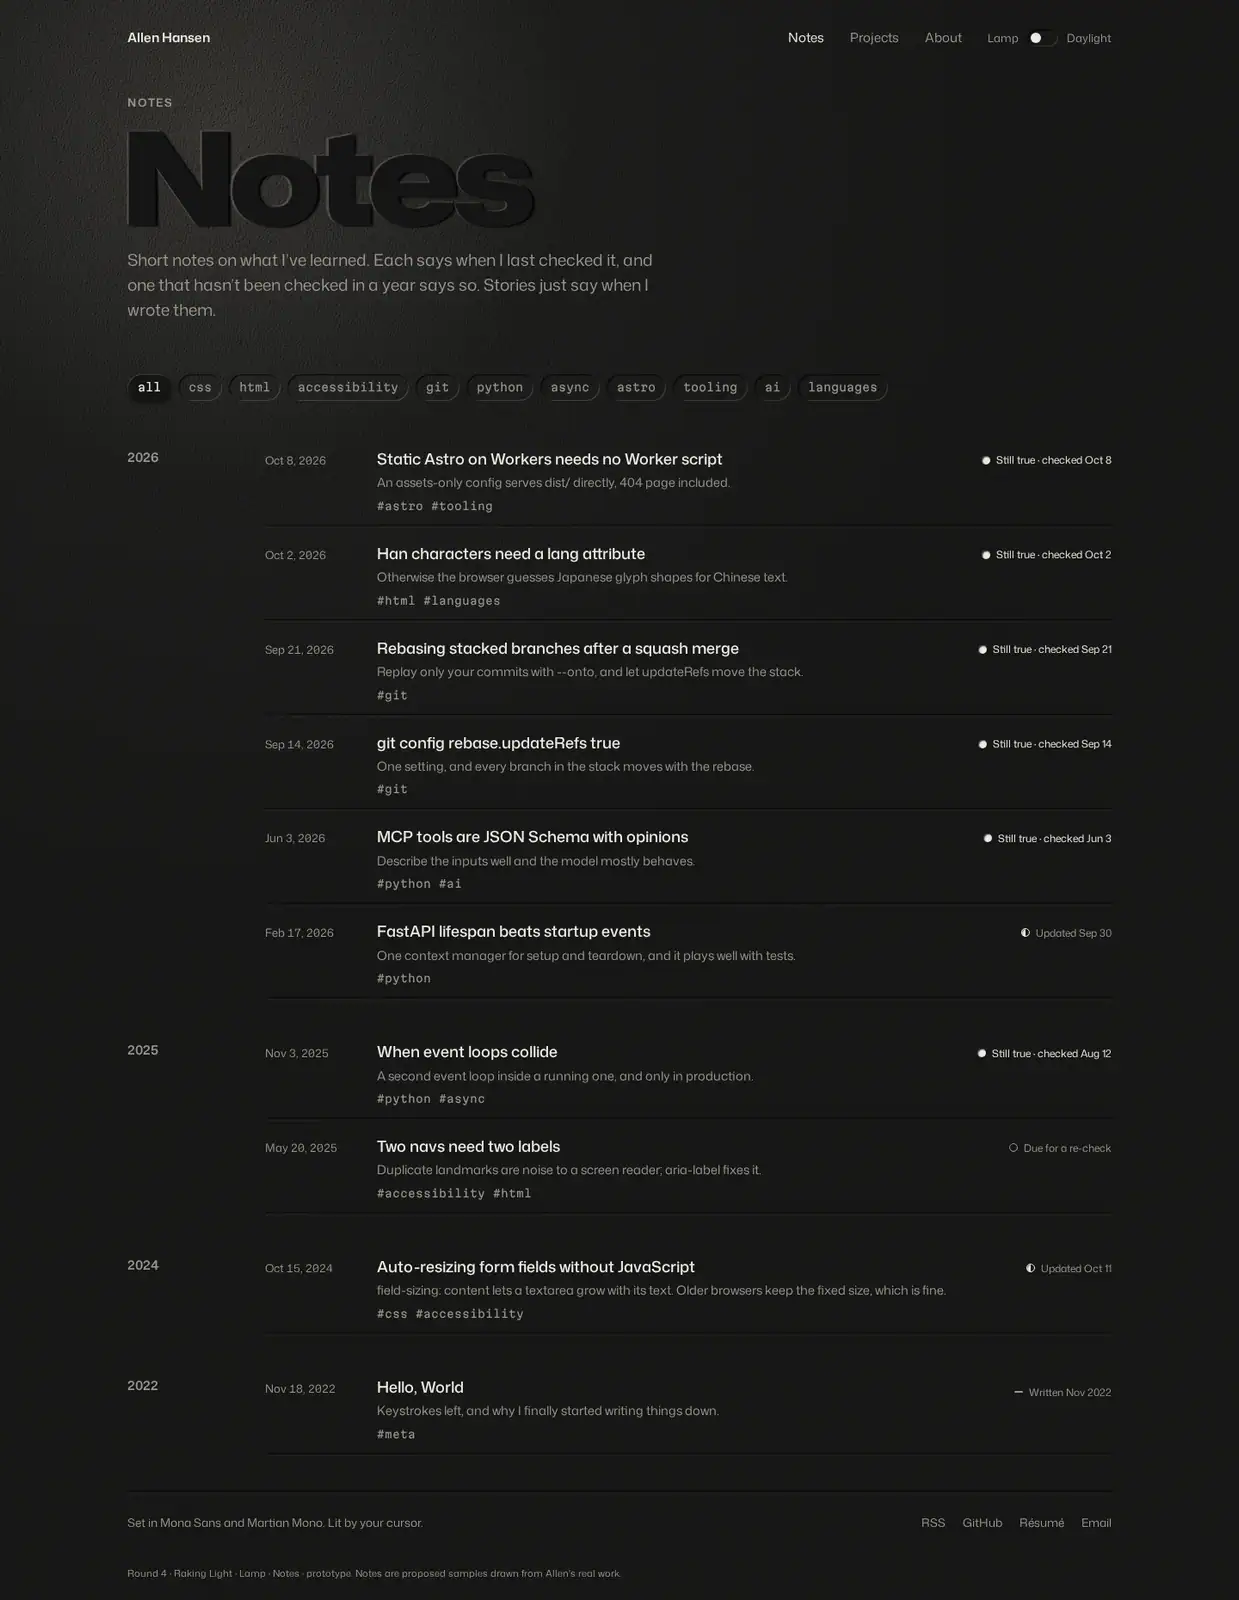 Allen Hansen
Notes Projects About Lamp Daylight
NOTES
Notes
Short notes on what I've learned. Each says when I last checked it, and
one that hasn't been checked in a year says so. Stories just say when I
wrote them.
all css html accessibility git python async astro tooling ai languages
2026
Oct 8, 2026 Static Astro on Workers needs no Worker script Still true · checked Oct 8
An assets-only config serves dist/ directly, 404 page included.
#astro #tooling
Oct 2, 2026 Han characters need a lang attribute Still true · checked Oct 2
Otherwise the browser guesses Japanese glyph shapes for Chinese text.
#html #languages
Sep 21, 2026 Rebasing stacked branches after a squash merge Still true · checked Sep 21
Replay only your commits with --onto, and let updateRefs move the stack.
#git
Sep 14, 2026 git config rebase.updateRefs true Still true · checked Sep 14
One setting, and every branch in the stack moves with the rebase.
#git
Jun 3, 2026 MCP tools are JSON Schema with opinions Still true · checked Jun 3
Describe the inputs well and the model mostly behaves.
#python #ai
Feb 17, 2026 FastAPI lifespan beats startup events Updated Sep 30
One context manager for setup and teardown, and it plays well with tests.
#python
2025
Nov 3, 2025 When event loops collide Still true · checked Aug 12
A second event loop inside a running one, and only in production.
#python #async
May 20, 2025 Two navs need two labels Due for a re-check
Duplicate landmarks are noise to a screen reader; aria-label fixes it.
#accessibility #html
2024
Oct 15, 2024 Auto-resizing form fields without JavaScript Updated Oct 11
field-sizing: content lets a textarea grow with its text. Older browsers keep the fixed size, which is fine.
#css #accessibility
2022
Nov 18, 2022 Hello, World Written Nov 2022
Keystrokes left, and why I finally started writing things down.
#meta
Set in Mona Sans and Martian Mono. Lit by your cursor. RSS GitHub Résumé Email
Round 4 · Raking Light · Lamp · Notes · prototype. Notes are proposed samples drawn from Allen's real work.